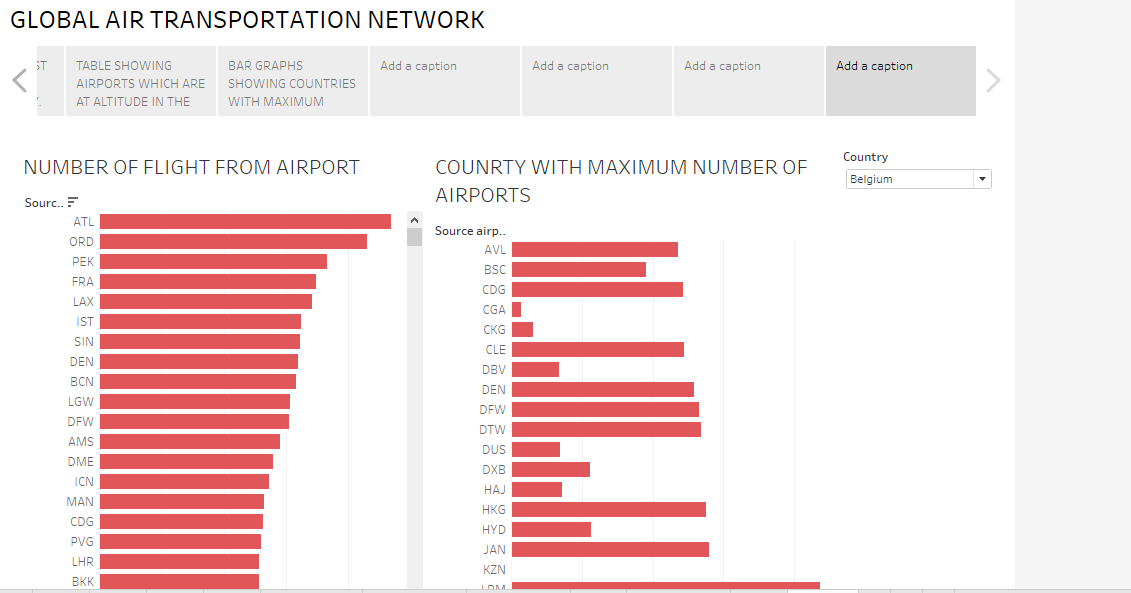 GLOBAL AIR TRANSPORTATION NETWORK
ST
TABLE SHOWING
AIRPORTS WHICH ARE
AT ALTITUDE IN THE
BAR GRAPHS
SHOWING COUNTRIES
WITH MAXIMUM
Add a caption
Add a caption
Add a caption
Add a caption
NUMBER OF FLIGHT FROM AIRPORT
Sourc..
ATL
ORD
PEK
FRA
LAX
IST
SIN
DEN
BCN
LGW
DFW
AMS
DME
ICN
MAN
CDG
PVG
LHR
BKK
COUNRTY WITH MAXIMUM NUMBER OF
AIRPORTS
Source airp..
AVL
BSC
CDG
CGA
CKG
CLE
DBV
DEN
DFW
DTW
DUS
DXB
HAJ
HKG
HYD
JAN
KZN
Country
Belgium